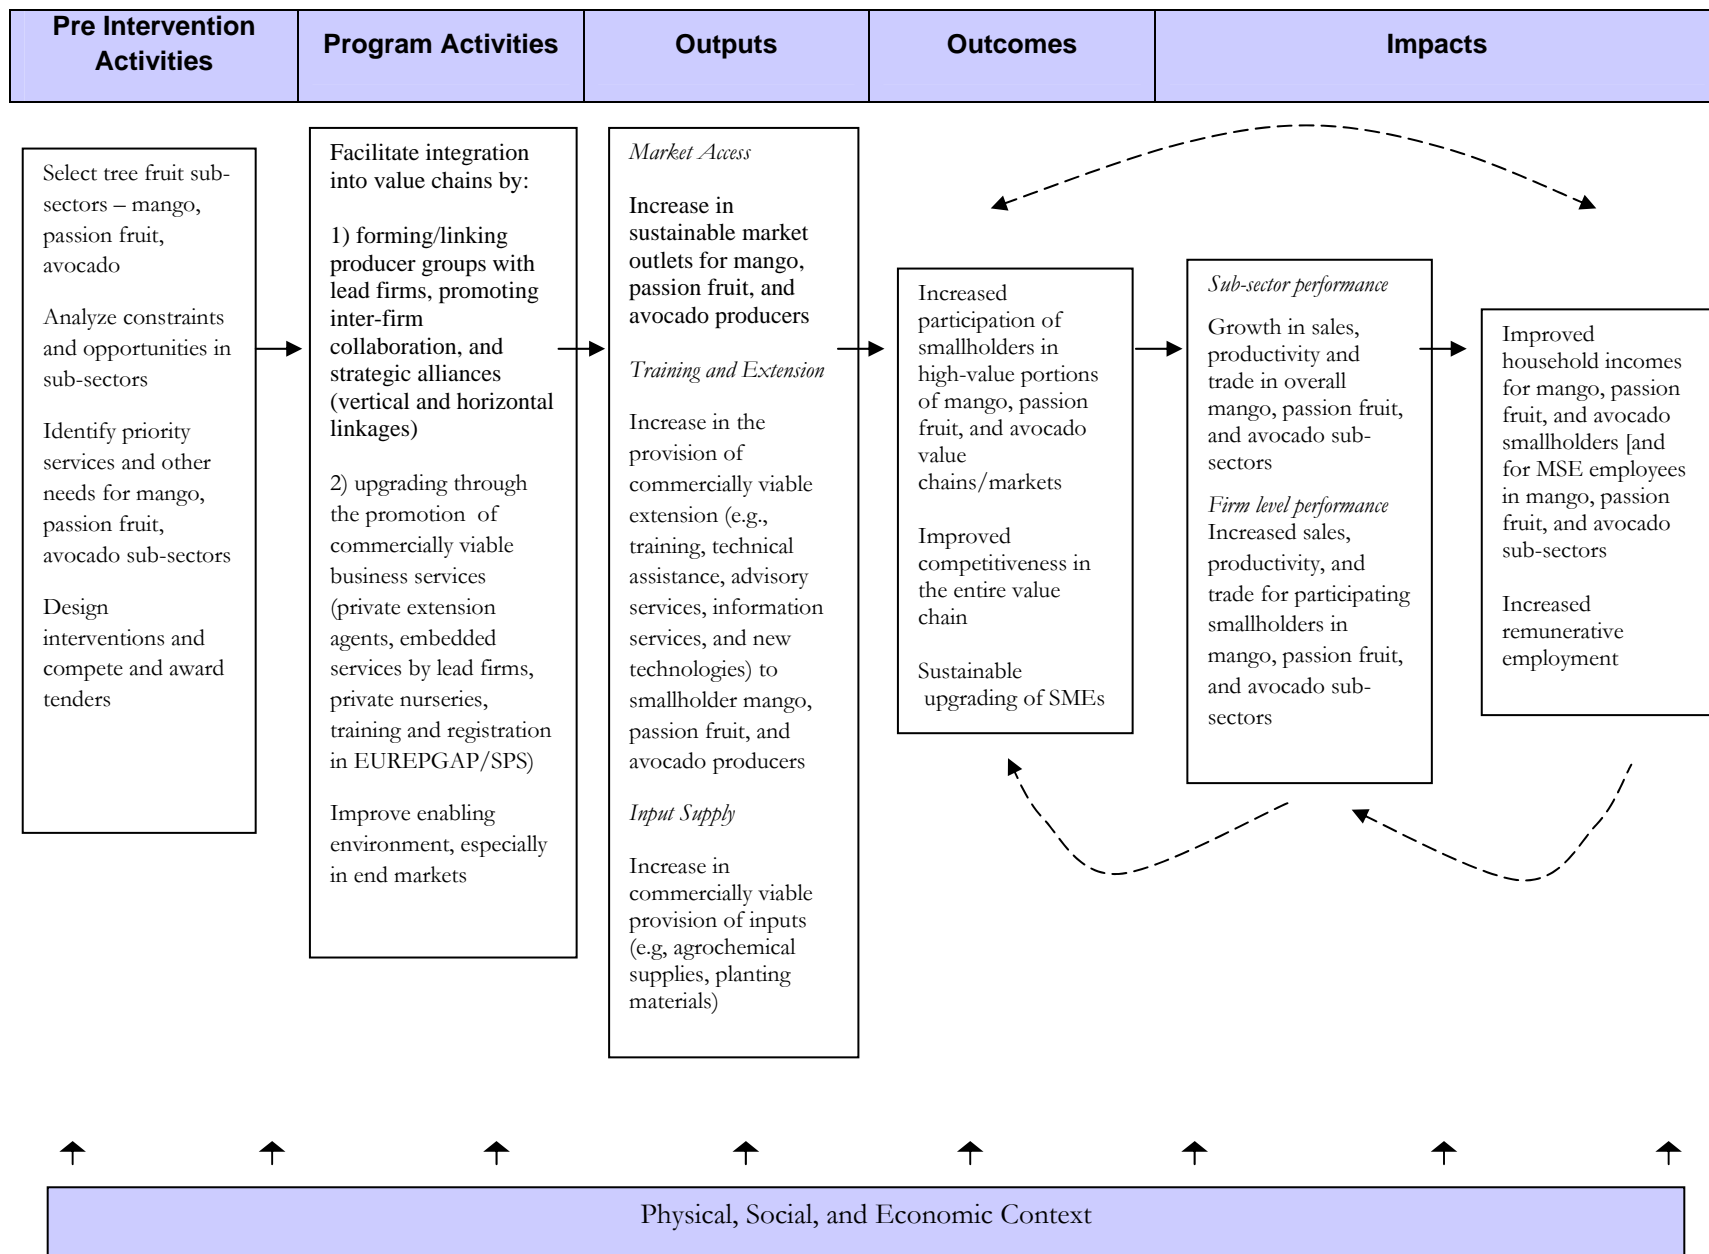 Pre Intervention
Activities
Program Activities
Outputs
Outcomes
Impacts
Select tree fruit sub-
sectors – mango,
passion fruit,
avocado
Analyze constraints
and opportunities in
sub-sectors
Identify priority
services and other
needs for mango,
passion fruit,
avocado sub-sectors
Design
interventions and
compete and award
tenders
Facilitate integration
into value chains by:
1) forming/linking
producer groups with
lead firms, promoting
inter-firm
collaboration, and
strategic alliances
(vertical and horizontal
linkages)
2) upgrading through
the promotion of
commercially viable
business services
(private extension
agents, embedded
services by lead firms,
private nurseries,
training and registration
in EUREPGAP/SPS)
Improve enabling
environment, especially
in end markets
Market Access
Increase in
sustainable market
outlets for mango,
passion fruit, and
avocado producers
Training and Extension
Increase in the
provision of
commercially viable
extension (e.g.,
training, technical
assistance, advisory
services, information
services, and new
technologies) to
smallholder mango,
passion fruit, and
avocado producers
Input Supply
Increase in
commercially viable
provision of inputs
(e.g, agrochemical
supplies, planting
materials)
Increased
participation of
smallholders in
high-value portions
of mango, passion
fruit, and avocado
value
chains/markets
Improved
competitiveness in
the entire value
chain
Sustainable
upgrading of SMEs
Sub-sector performance
Growth in sales,
productivity and
trade in overall
mango, passion fruit,
and avocado sub-
sectors
Firm level performance
Increased sales,
productivity, and
trade for participating
smallholders in
mango, passion fruit,
and avocado sub-
sectors
Improved
household incomes
for mango, passion
fruit, and avocado
smallholders [and
for MSE employees
in mango, passion
fruit, and avocado
sub-sectors
Increased
remunerative
employment
Physical, Social, and Economic Context